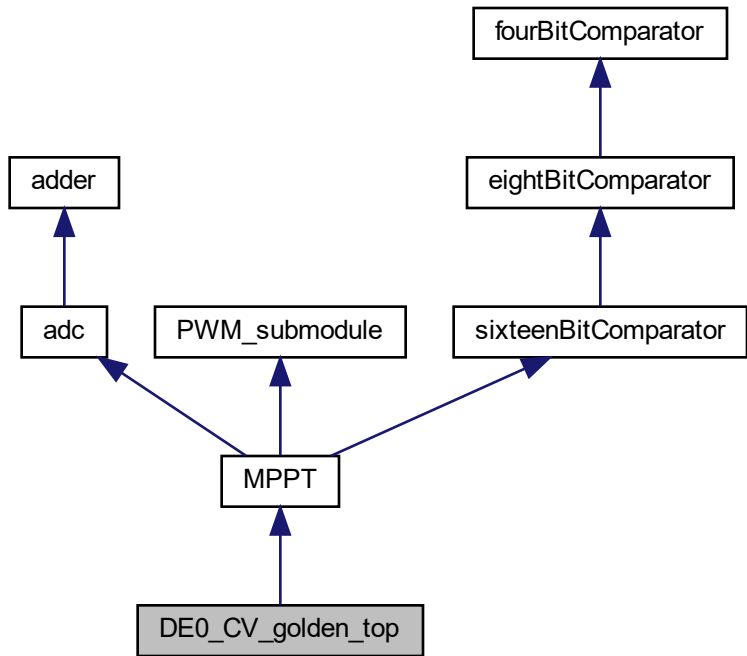 fourBitComparator
adder
eightBitComparator
adc
PWM_submodule
sixteenBitComparator
MPPT
DE0_CV_golden_top